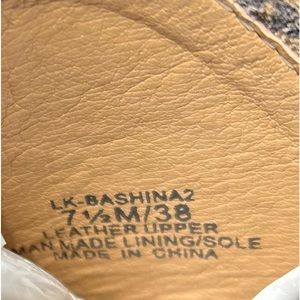 LK-BASHINA2
7½M/38
LEATHER UPPER
MAN MADE LINING/SOLE
MADE IN CHINA